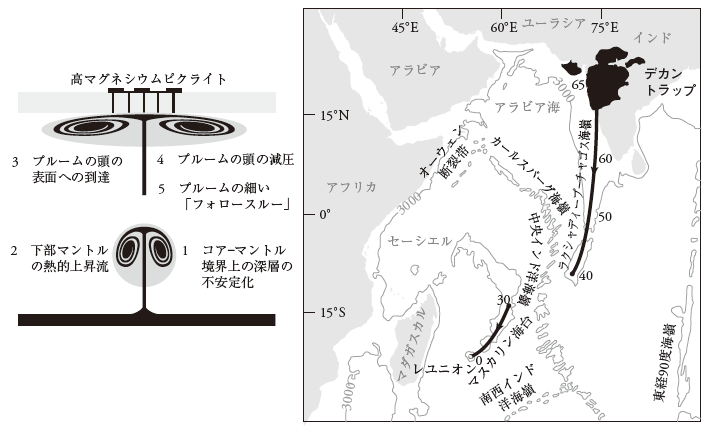 高マグネシウムピクライト
3 プルームの頭の
表面への到達
4 プルームの頭の減圧
5 プルームの細い
「フォロースルー」
2 下部マントル
の熱的上昇流
1 コアーマントル
境界上の深層の
不安定化
45°E
60°E
75°E
ユーラシア
インド
アラビア
65
デカン
トラップ
アラビア海
3000
15°N
オーウェン
断裂帯
カールスバーグ海嶺
ラクシャディープ−チャゴス海嶺
60
アフリカ
3000
0°
50
セーシェル
中央インド洋海嶺
40
30
15°S
マダガスカル
マスカリン海台
0
レユニオン
南西インド
洋海嶺
東経90度海嶺
3000